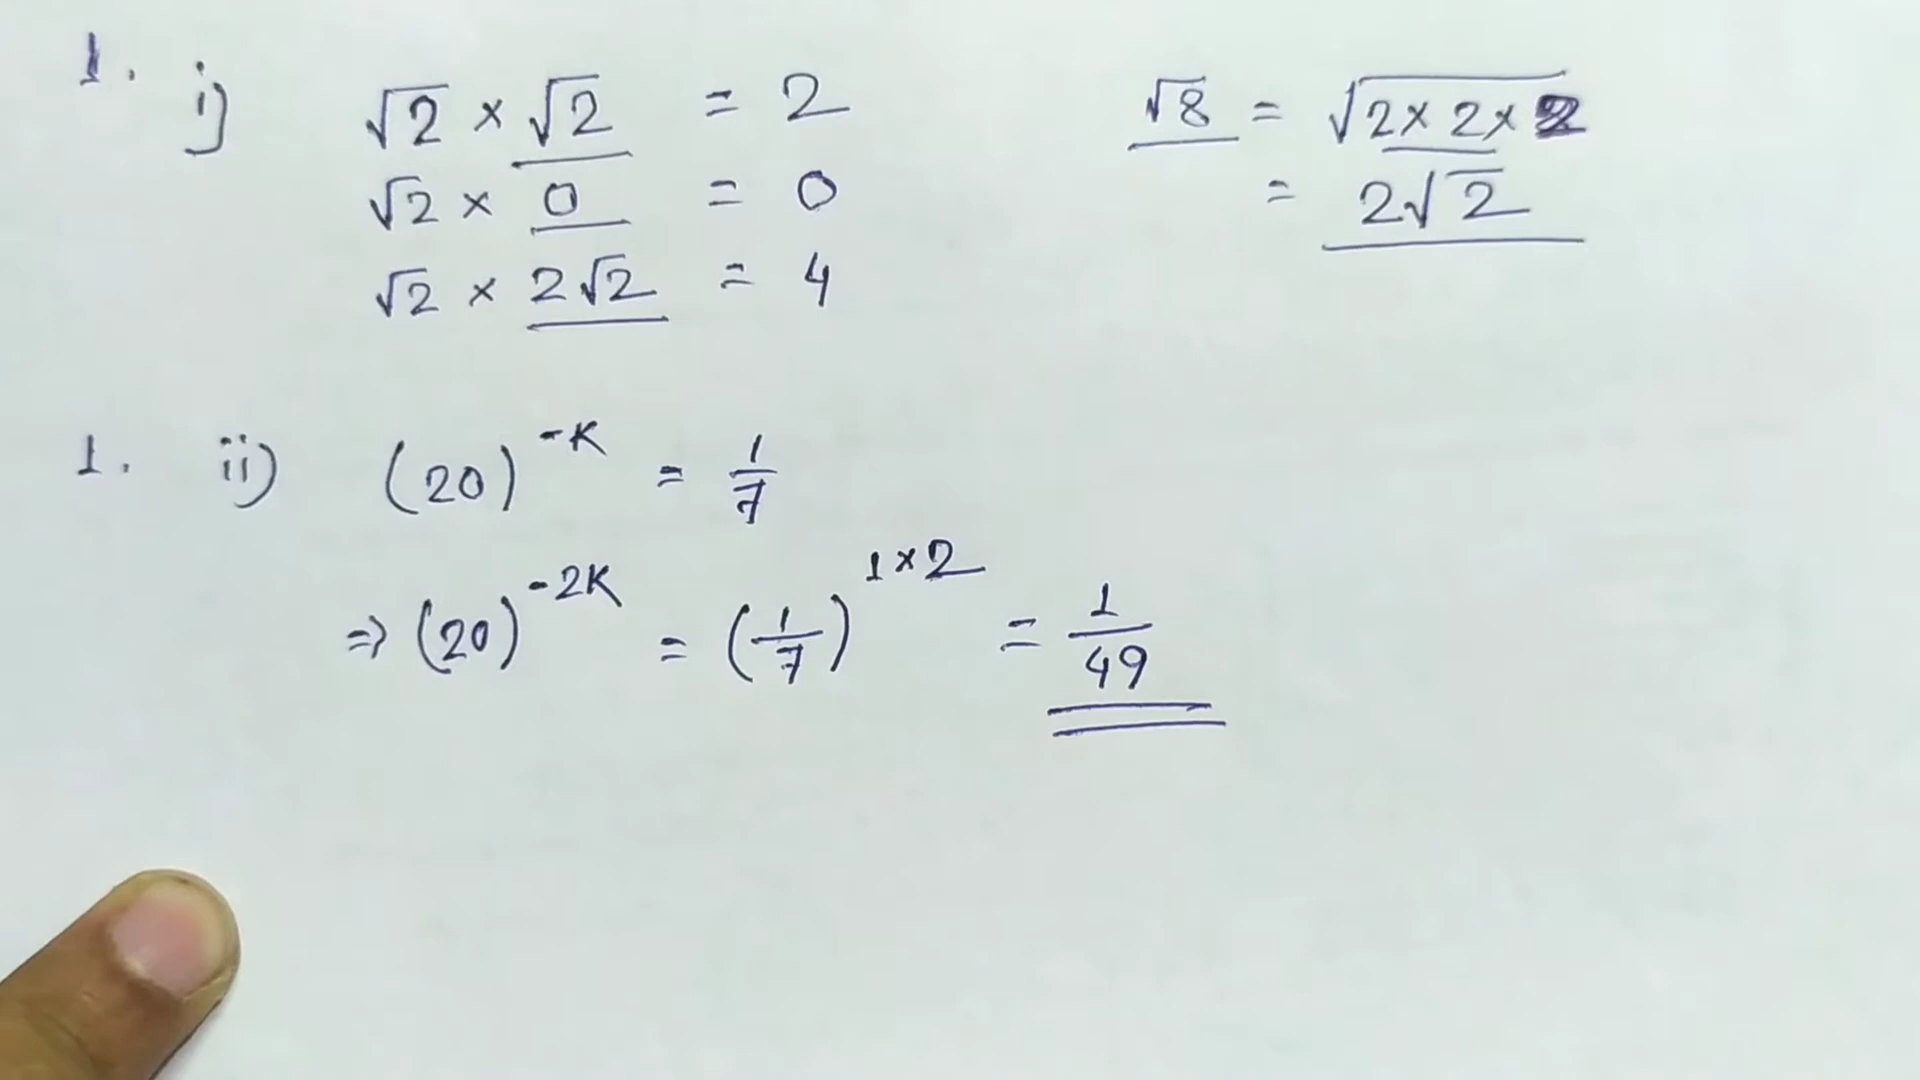 1. i) √2 × √2 = 2
√2 × 0 = 0
√2 × 2√2 = 4
√8 = √2 × 2 × 2
= 2√2
1. ii) (20)^-K = 1/7
⇒ (20)^-2K = (1/7)^1×2 = 1/49